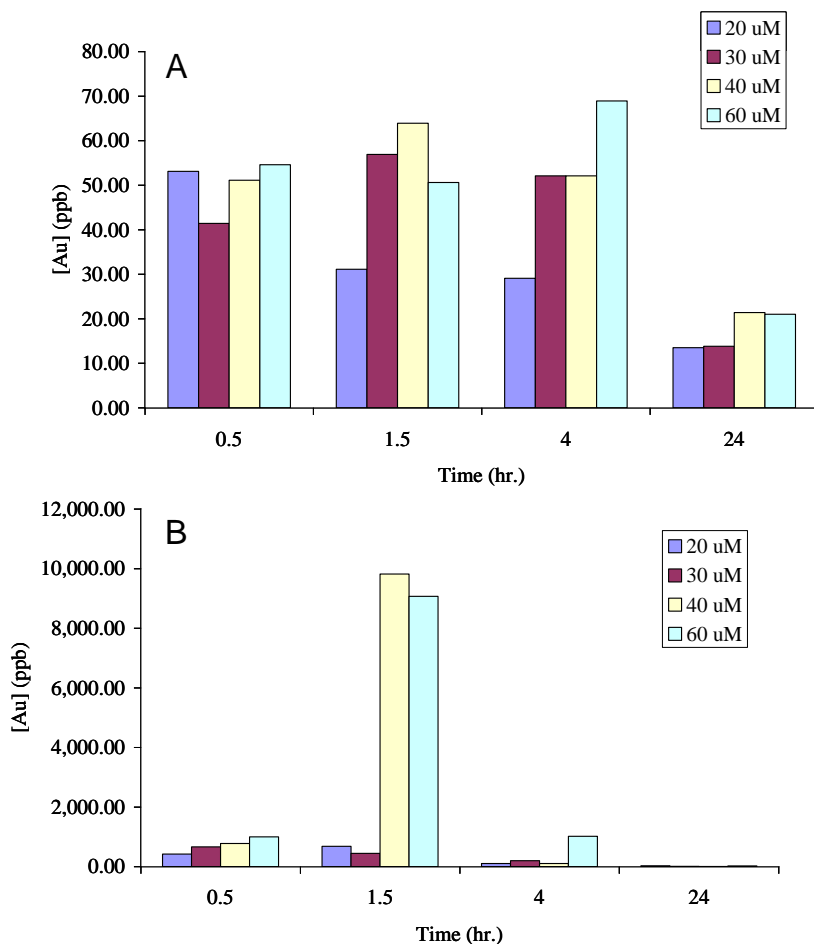 A
20 uM
30 uM
40 uM
60 uM
80.00
70.00
60.00
50.00
40.00
30.00
20.00
10.00
0.00
[Au] (ppb)
0.5 1.5 4 24
Time (hr.)
B
20 uM
30 uM
40 uM
60 uM
12,000.00
10,000.00
8,000.00
6,000.00
4,000.00
2,000.00
0.00
[Au] (ppb)
0.5 1.5 4 24
Time (hr.)